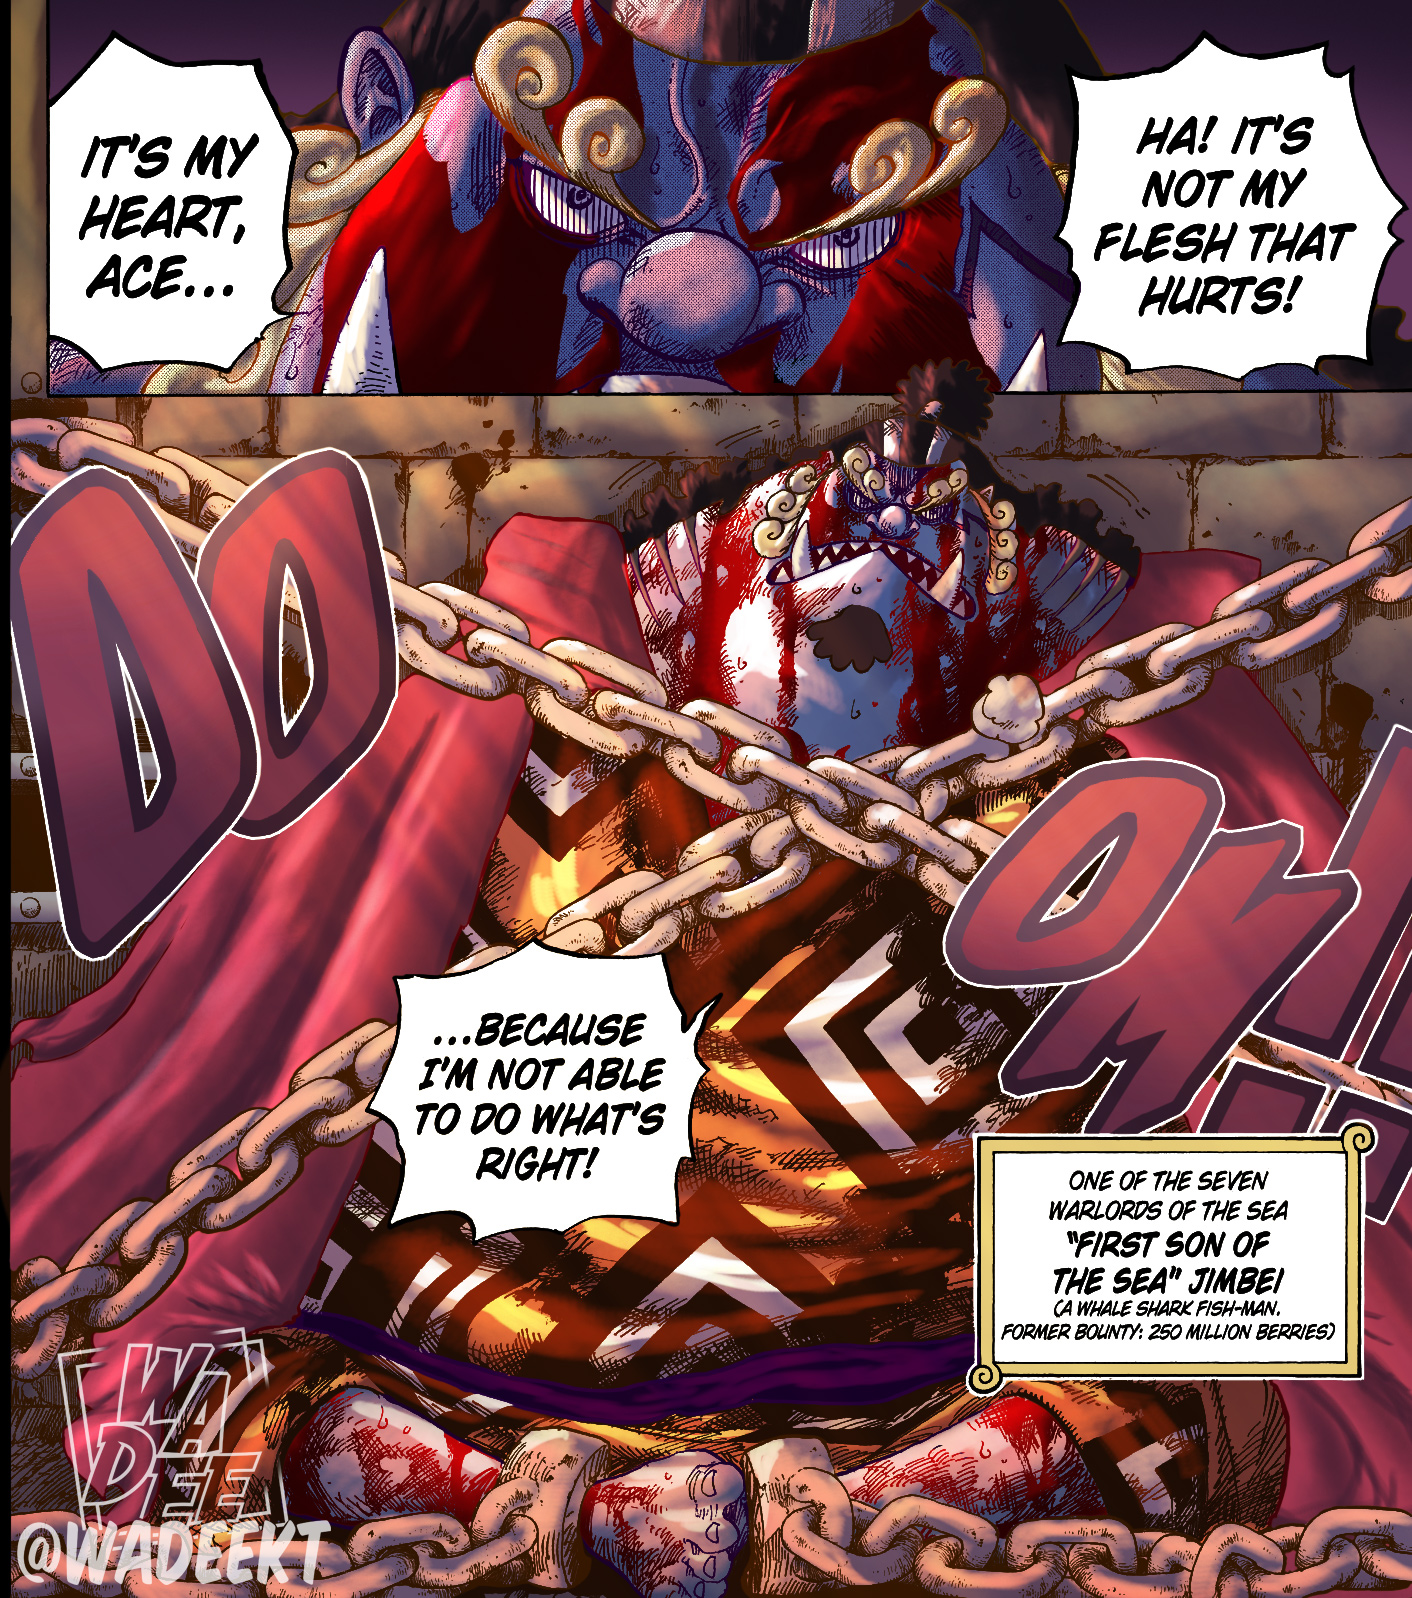 IT'S MY
HEART,
ACE...
HA! IT'S
NOT MY
FLESH THAT
HURTS!
DOOM!!
...BECAUSE
I'M NOT ABLE
TO DO WHAT'S
RIGHT!
ONE OF THE SEVEN
WARLORDS OF THE SEA
"FIRST SON OF
THE SEA" JIMBEI
(A WHALE SHARK FISH-MAN.
FORMER BOUNTY: 250 MILLION BERRIES)
WA
DEE
@WADEEKT